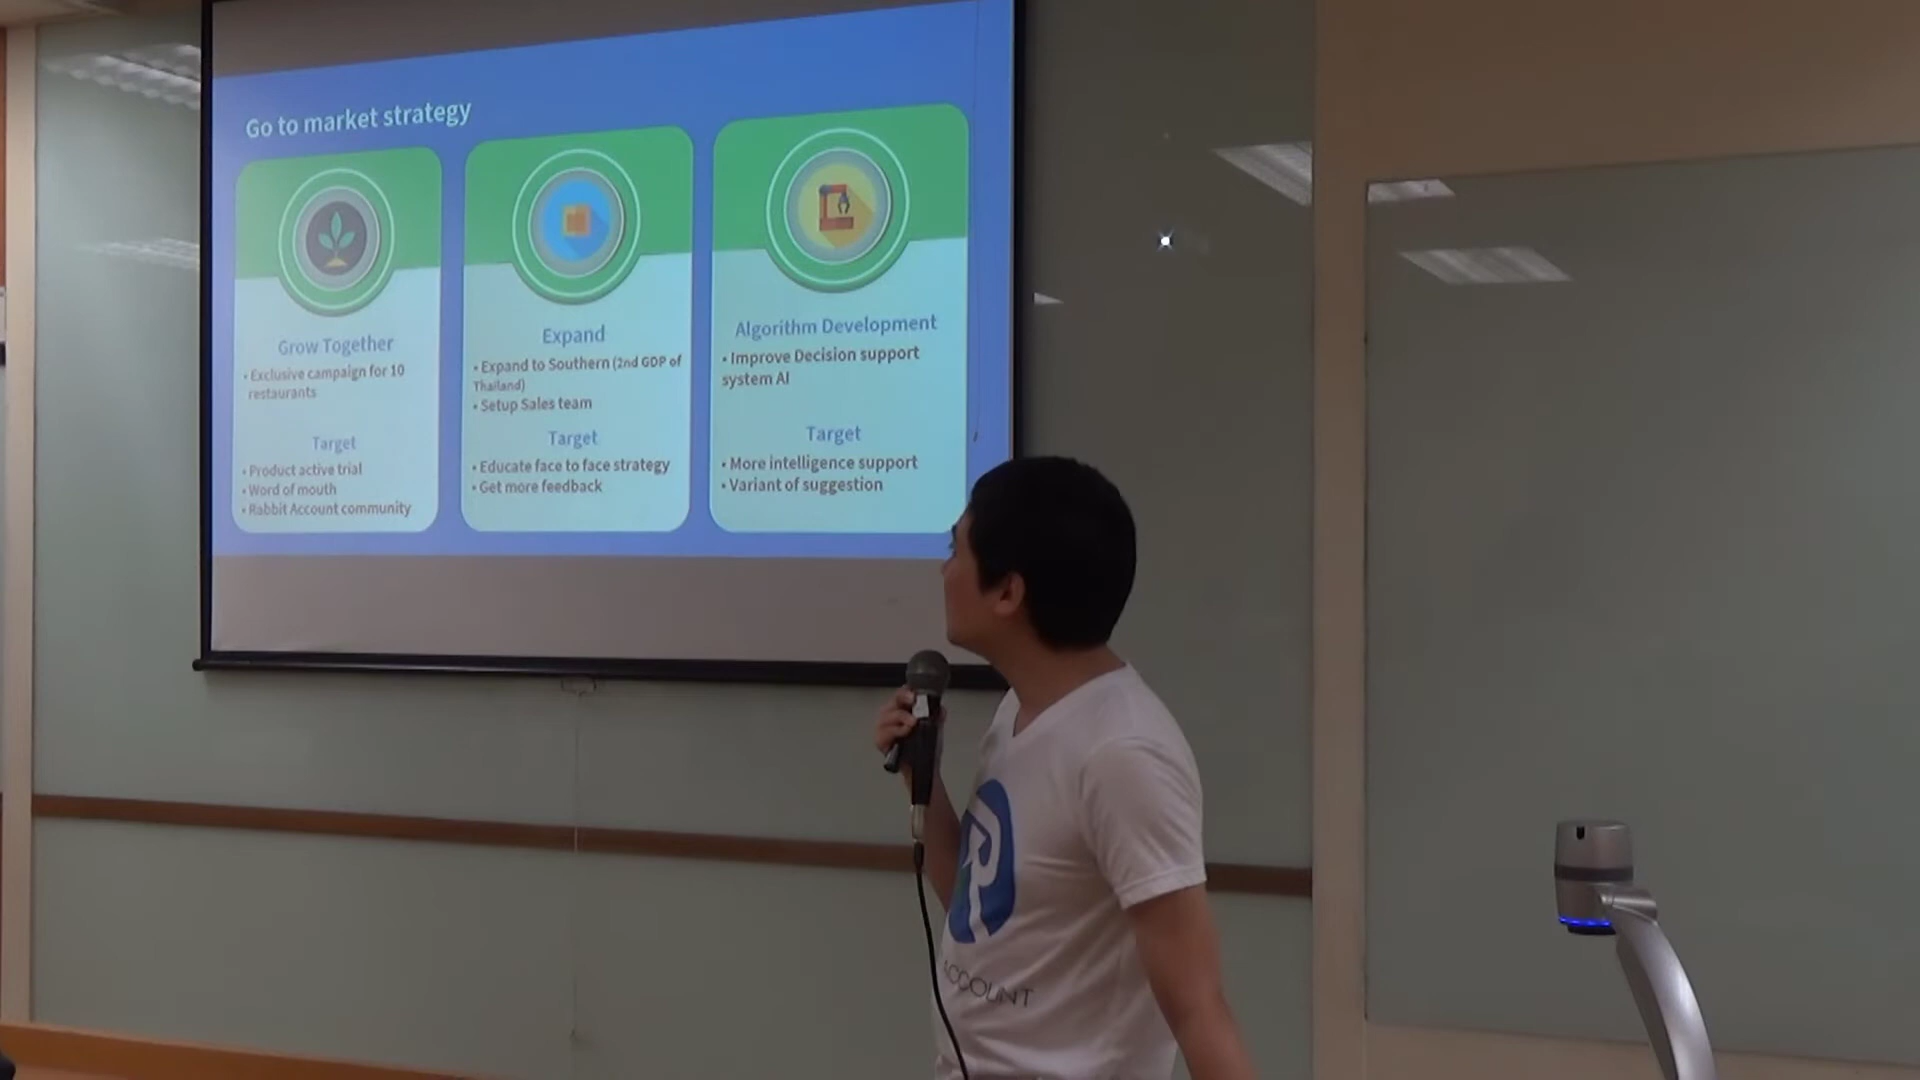 Go to market strategy
Grow Together
• Exclusive campaign for 10
restaurants
Target
• Product active trial
• Word of mouth
• Rabbit Account community
Expand
• Expand to Southern (2nd GDP of
Thailand)
• Setup Sales team
Target
• Educate face to face strategy
• Get more feedback
Algorithm Development
• Improve Decision support
system AI
Target
• More intelligence support
• Variant of suggestion
ACCOUNT